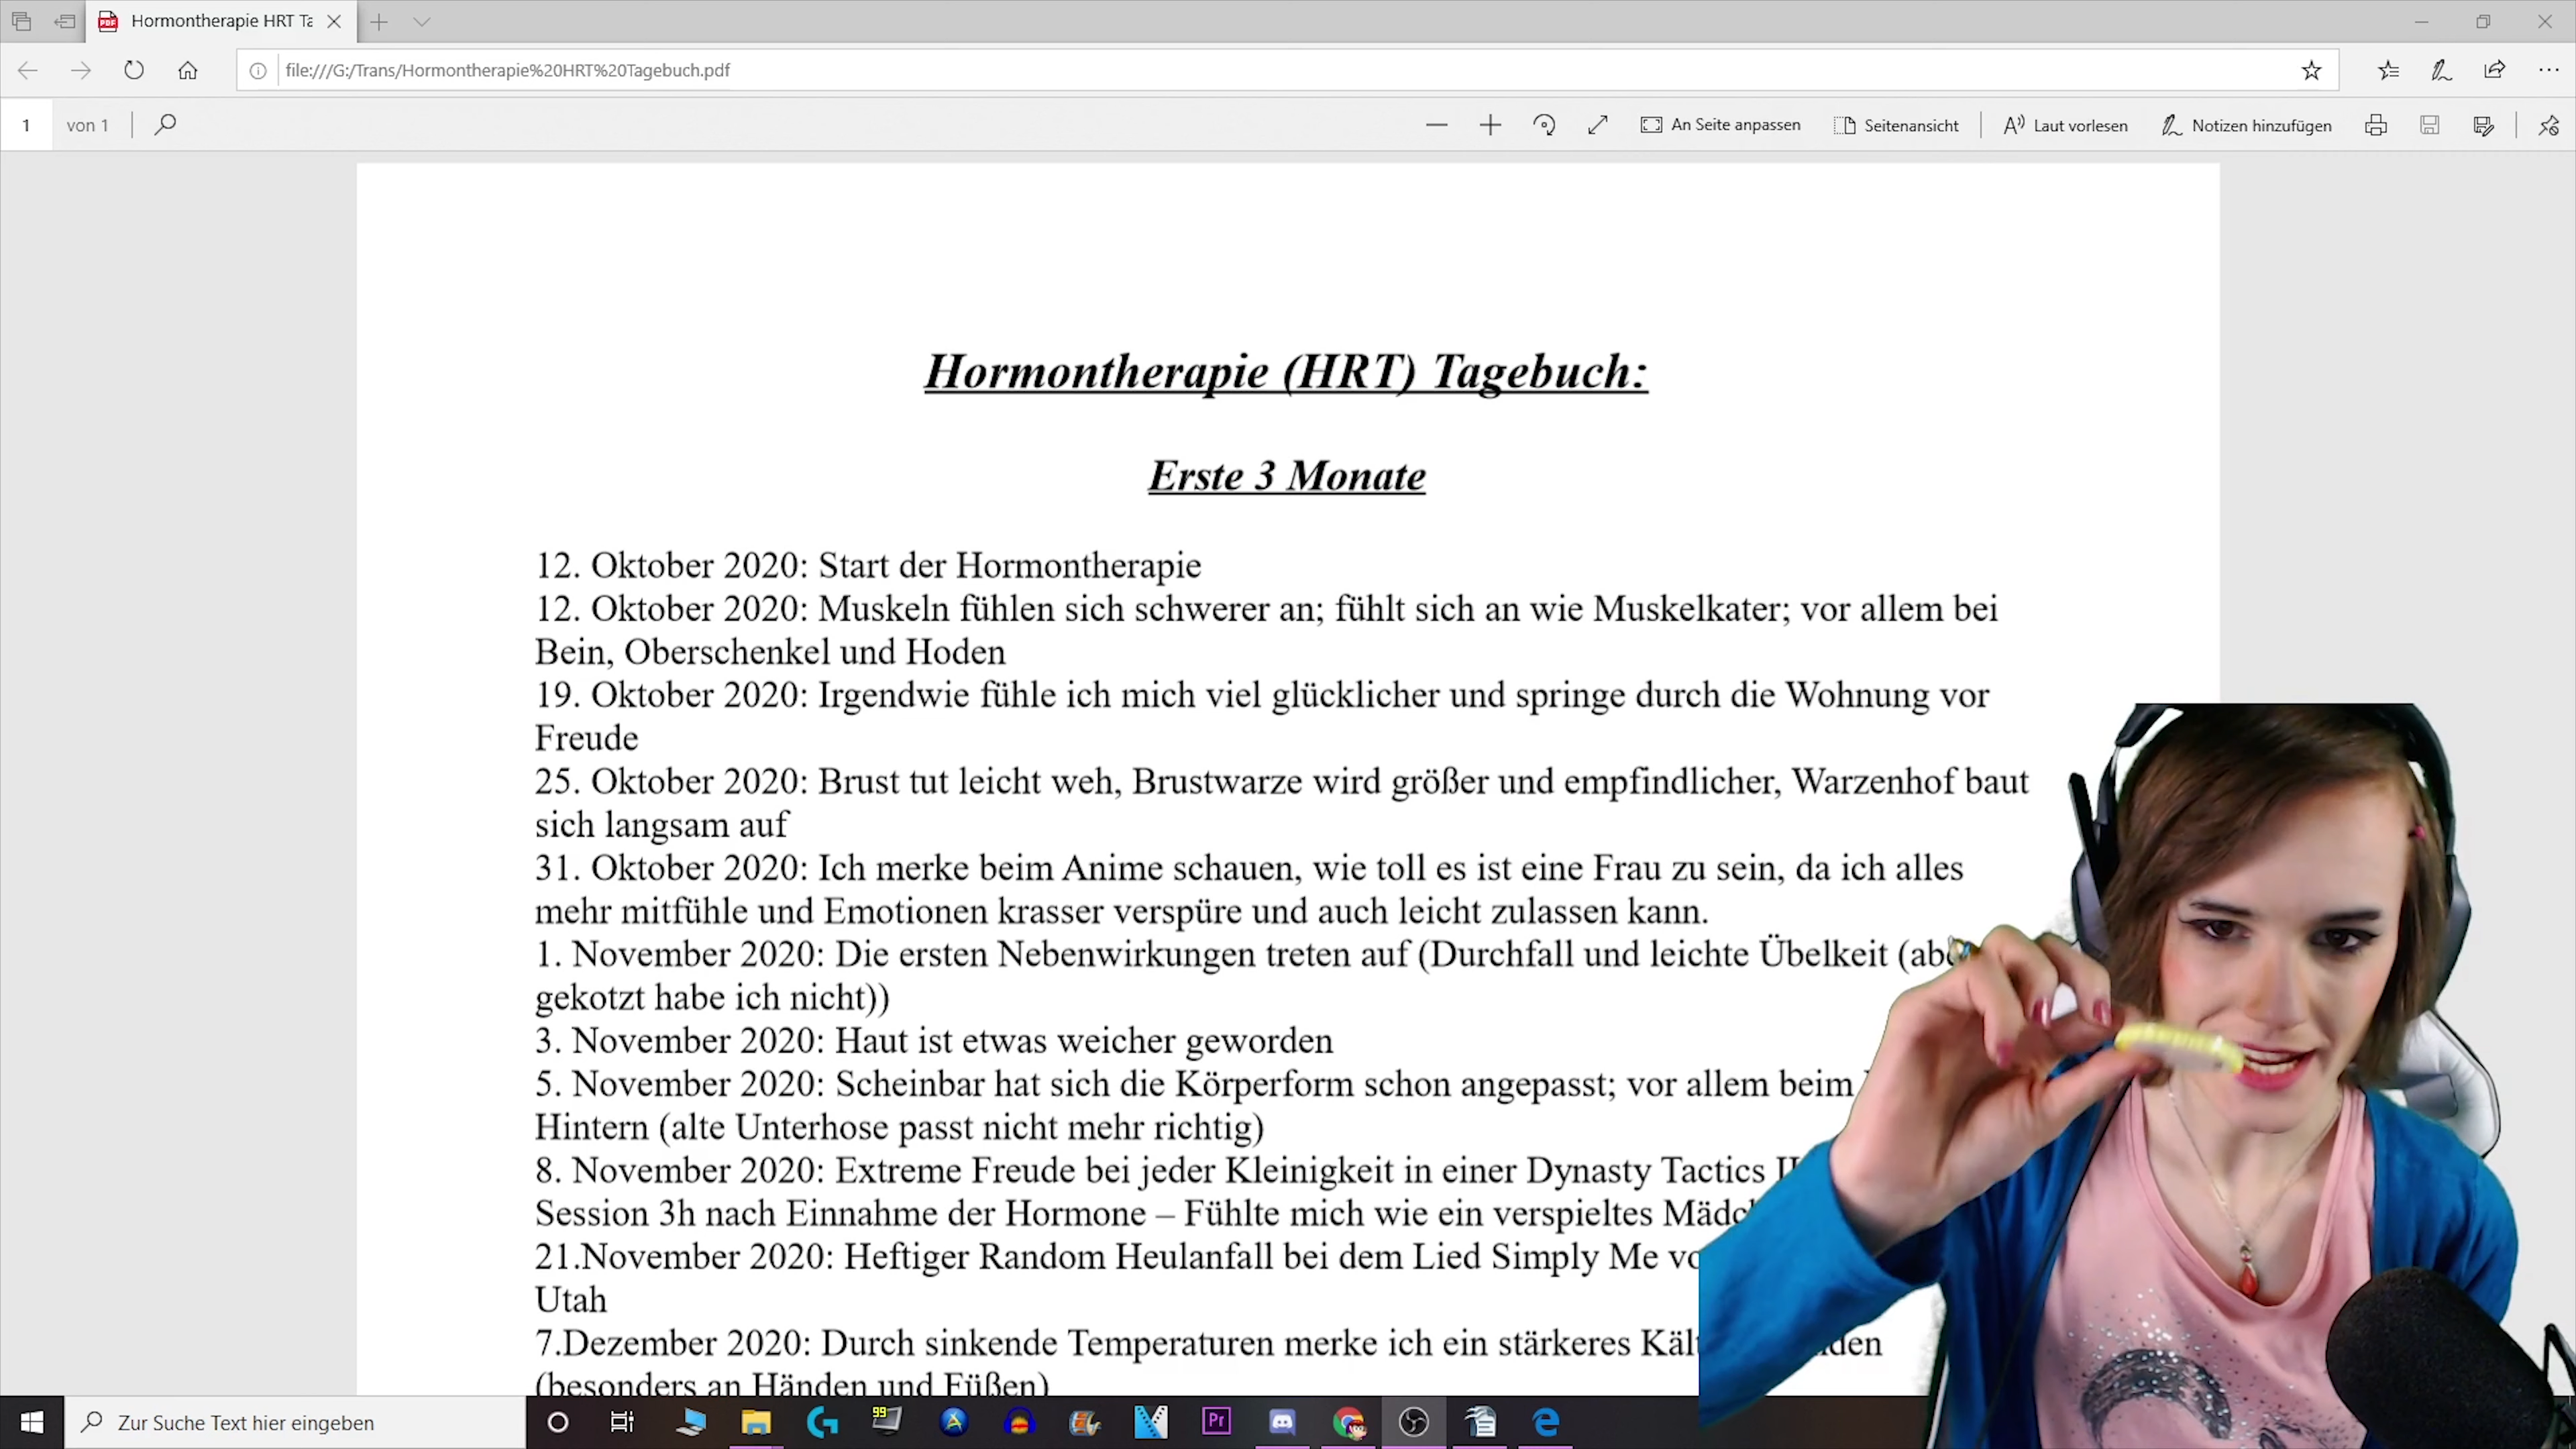 Hormontherapie HRT Ta
file:///G:/Trans/Hormontherapie%20HRT%20Tagebuch.pdf
1 von 1
An Seite anpassen
Seitenansicht
Laut vorlesen
Notizen hinzufügen
Hormontherapie (HRT) Tagebuch:
Erste 3 Monate
12. Oktober 2020: Start der Hormontherapie
12. Oktober 2020: Muskeln fühlen sich schwerer an; fühlt sich an wie Muskelkater; vor allem bei
Bein, Oberschenkel und Hoden
19. Oktober 2020: Irgendwie fühle ich mich viel glücklicher und springe durch die Wohnung vor
Freude
25. Oktober 2020: Brust tut leicht weh, Brustwarze wird größer und empfindlicher, Warzenhof baut
sich langsam auf
31. Oktober 2020: Ich merke beim Anime schauen, wie toll es ist eine Frau zu sein, da ich alles
mehr mitfühle und Emotionen krasser verspüre und auch leicht zulassen kann.
1. November 2020: Die ersten Nebenwirkungen treten auf (Durchfall und leichte Übelkeit
gekotzt habe ich nicht))
3. November 2020: Haut ist etwas weicher geworden
5. November 2020: Scheinbar hat sich die Körperform schon angepasst; vor allem beim
Hintern (alte Unterhose passt nicht mehr richtig)
8. November 2020: Extreme Freude bei jeder Kleinigkeit in einer Dynasty Tactics
Session 3h nach Einnahme der Hormone – Fühlte mich wie ein verspieltes
21.November 2020: Heftiger Random Heulanfall bei dem Lied Simply Me
Utah
7.Dezember 2020: Durch sinkende Temperaturen merke ich ein stärkeres
(besonders an Händen und Füßen)
Zur Suche Text hier eingeben
99
Pr